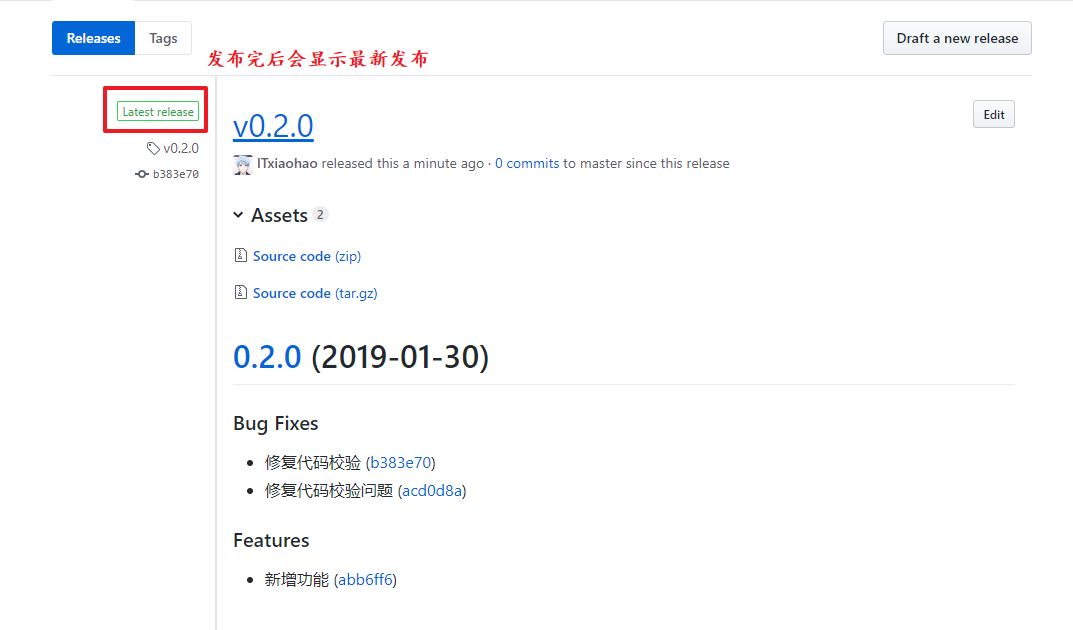 Releases
Tags
发布完后会显示最新发布
Draft a new release
Latest release
v0.2.0
b383e70
v0.2.0
Edit
ITxiaohao released this a minute ago · 0 commits to master since this release
Assets 2
Source code (zip)
Source code (tar.gz)
0.2.0 (2019-01-30)
Bug Fixes
修复代码校验 (b383e70)
修复代码校验问题 (acd0d8a)
Features
新增功能 (abb6ff6)